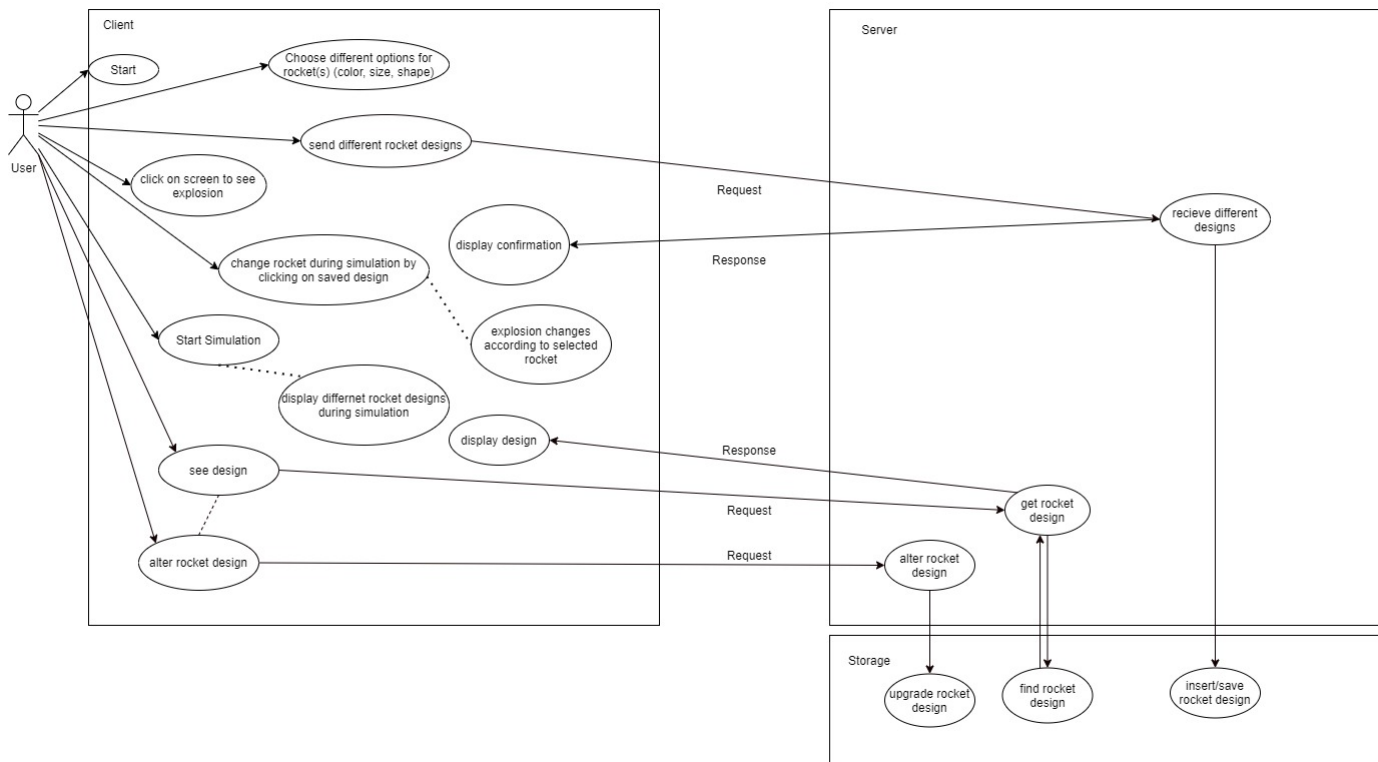 Client
Server
Start
Choose different options for
rocket(s) (color, size, shape)
User
send different rocket designs
click on screen to see
explosion
Request
recieve different
designs
display confirmation
Response
change rocket during simulation by
clicking on saved design
Start Simulation
explosion changes
according to selected
rocket
display differnet rocket designs
during simulation
display design
Response
see design
Request
get rocket
design
alter rocket design
Request
alter rocket
design
Storage
upgrade rocket
design
find rocket
design
insert/save
rocket design